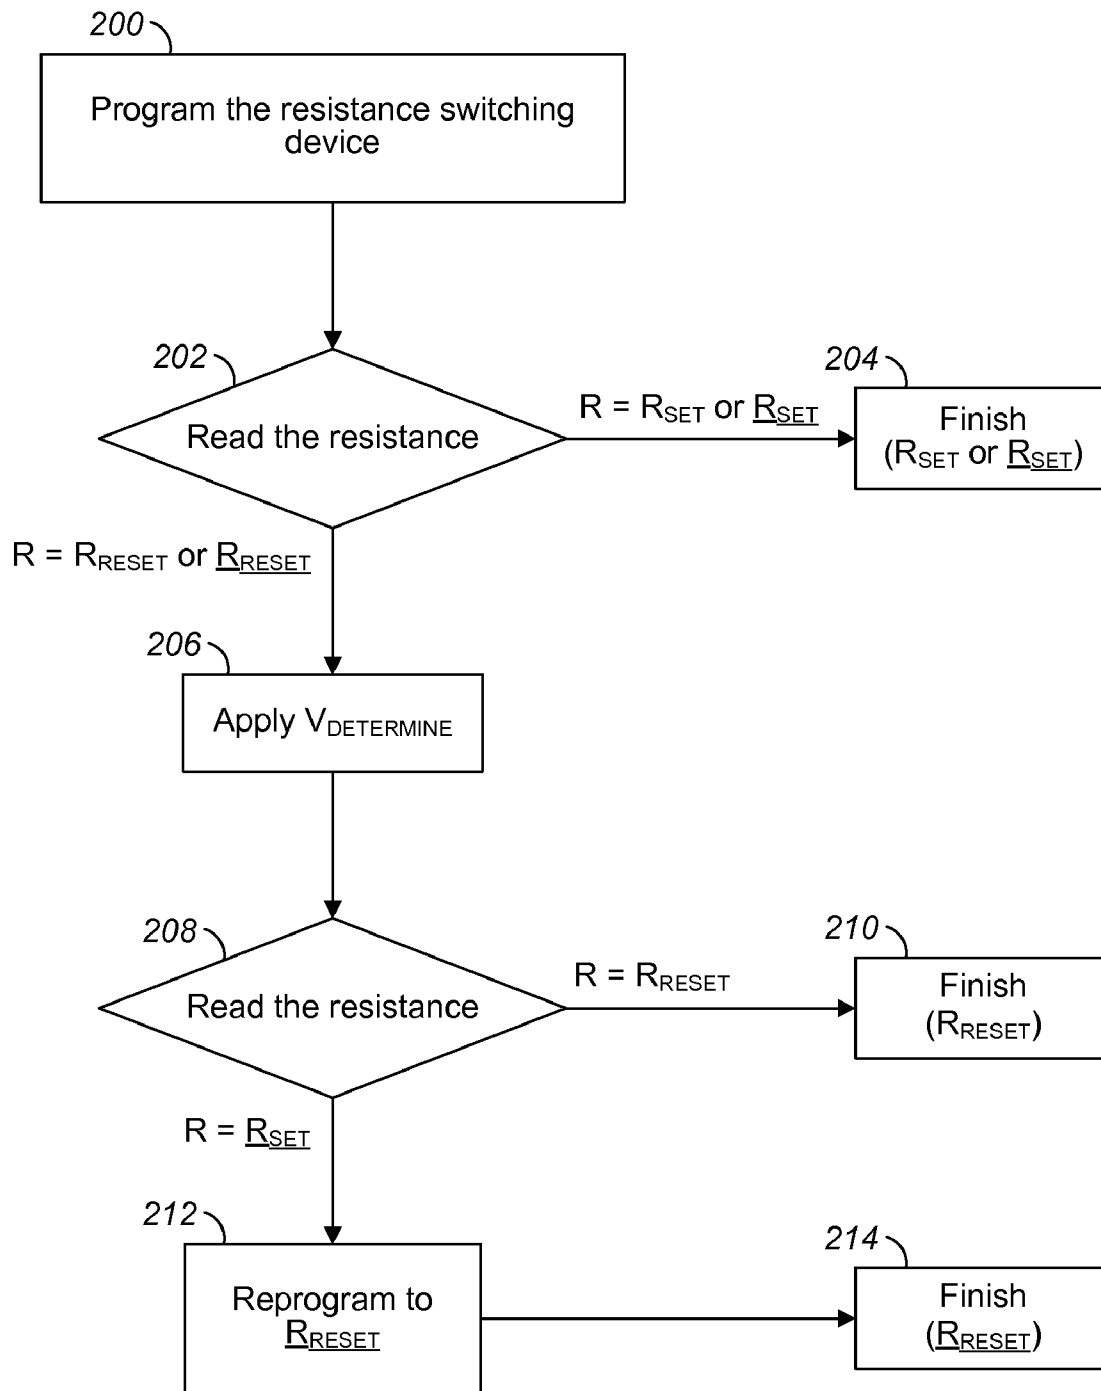 200
Program the resistance switching
device
202
Read the resistance
R = RSET or RSET
204
Finish
(RSET or RSET)
R = RRESET or RRESET
206
Apply VDETERMINE
208
Read the resistance
R = RRESET
210
Finish
(RRESET)
R = RSET
212
Reprogram to
RRESET
214
Finish
(RRESET)